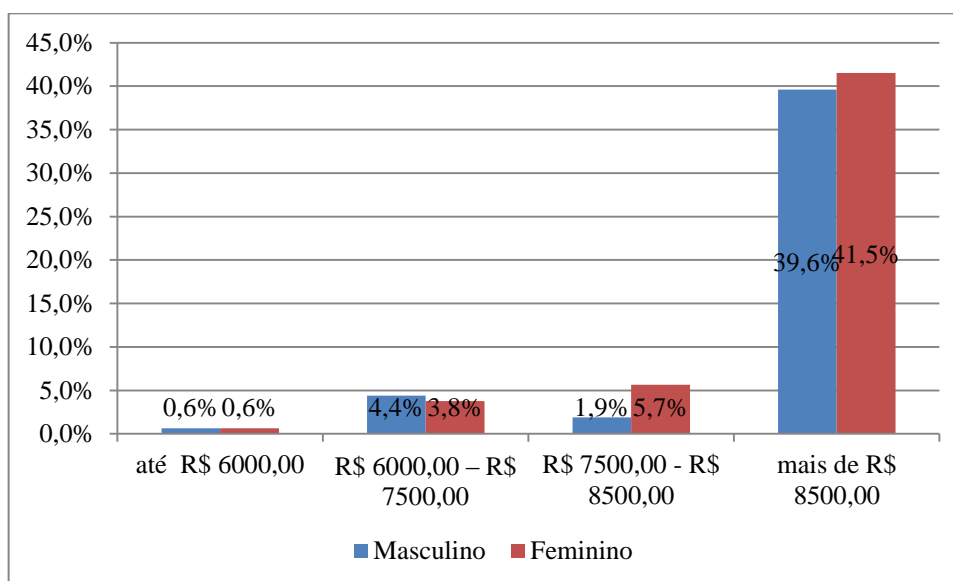 45,0%
40,0%
35,0%
30,0%
25,0%
20,0%
15,0%
10,0%
5,0%
0,0%
0,6% 0,6% 4,4% 3,8% 1,9% 5,7% 39,6% 41,5%
até R$ 6000,00
R$ 6000,00 – R$
7500,00
R$ 7500,00 - R$
8500,00
mais de R$
8500,00
Masculino Feminino